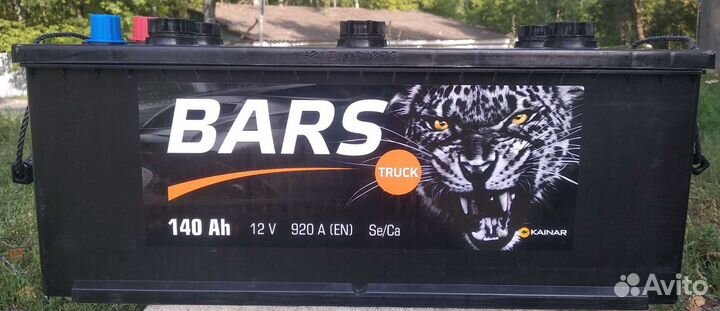 BARS
TRUCK
140 Ah 12 V 920 A (EN) Se/Ca
KAINAR
Avito